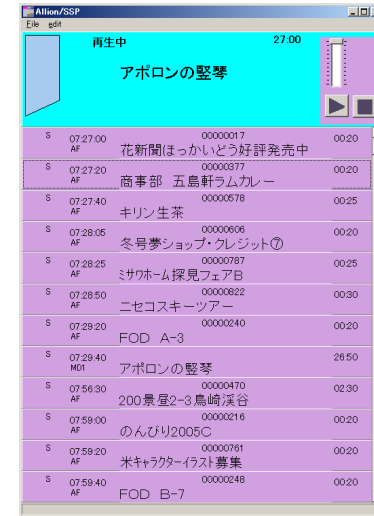 Allion/SSP
File edit
再生中 27:00
アポロンの竪琴
S 07:27:00 00000017 00:20
AF 花新聞ほっかいどう好評発売中
S 07:27:20 00000377 00:20
AF 商事部 五島軒ラムカレー
S 07:27:40 00000578 00:25
AF キリン生茶
S 07:28:05 00000606 00:20
AF 冬号夢ショップ・クレジット⑦
S 07:28:25 00000787 00:25
AF ミサワホーム探見フェアB
S 07:28:50 00000822 00:30
AF ニセコスキーツアー
S 07:29:20 00000240 00:20
AF FOD A-3
S 07:29:40 26:50
MD1 アポロンの竪琴
S 07:56:30 00000470 02:30
AF 200景昼2-3鳥崎渓谷
S 07:59:00 00000216 00:20
AF のんびり2005C
S 07:59:20 00000761 00:20
AF 米キャラクターイラスト募集
S 07:59:40 00000248 00:20
AF FOD B-7